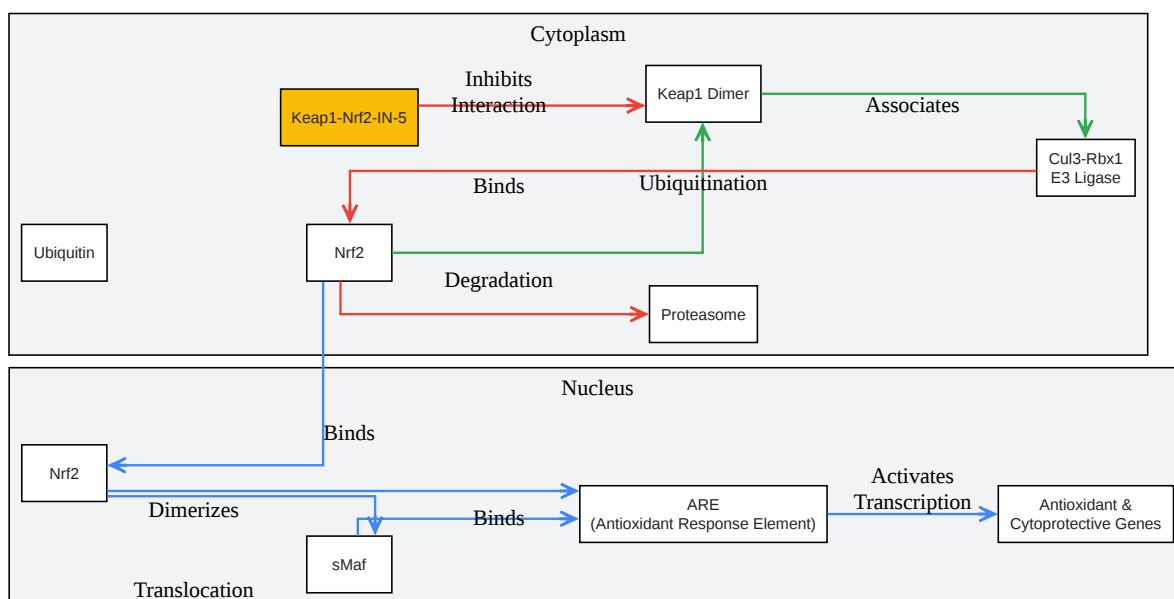 Cytoplasm
Inhibits
Interaction
Keap1-Nrf2-IN-5
Keap1 Dimer
Associates
Cul3-Rbx1
E3 Ligase
Binds
Ubiquitination
Ubiquitin
Nrf2
Degradation
Proteasome
Nucleus
Binds
Nrf2
Dimerizes
Binds
ARE
(Antioxidant Response Element)
Activates
Transcription
Antioxidant &
Cytoprotective Genes
sMaf
Translocation